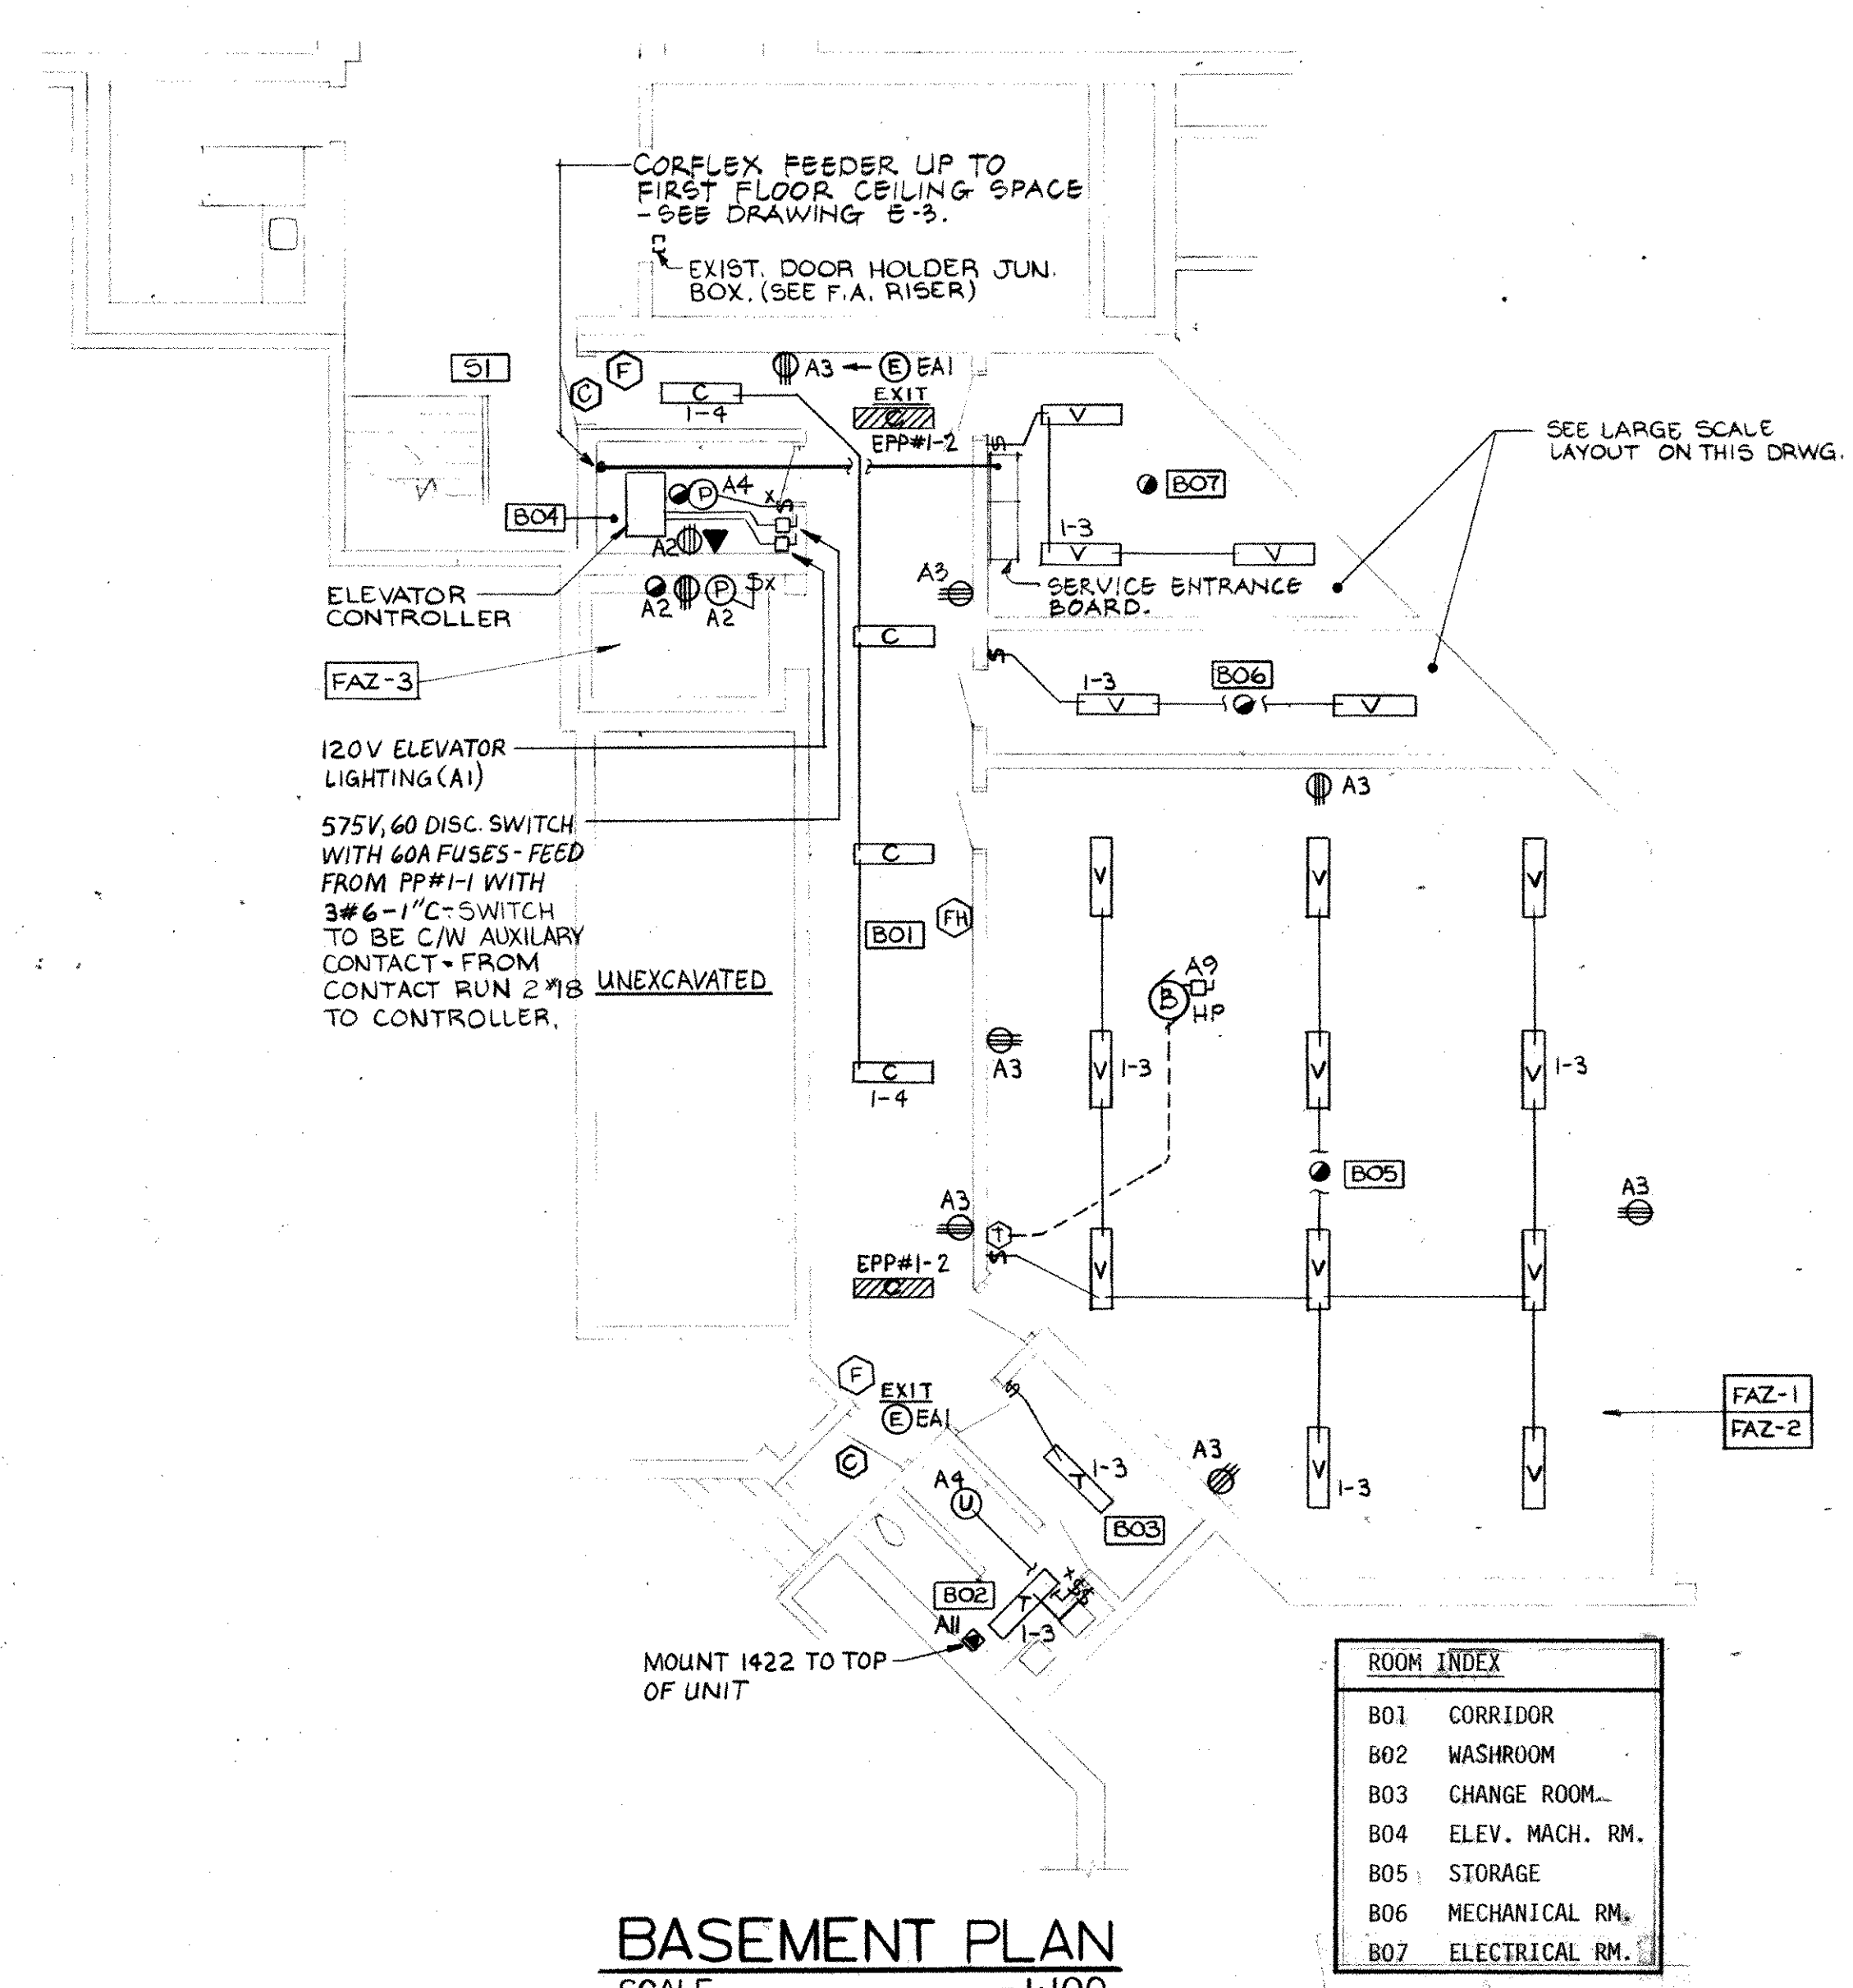 CORFLEX FEEDER UP TO
FIRST FLOOR CEILING SPACE
-SEE DRAWING E-3.
EXIST. DOOR HOLDER JUN.
BOX. (SEE F.A. RISER)
S1
F
C
C
1-4
A3
E
EA1
EXIT
C
EPP#1-2
S
V
SEE LARGE SCALE
LAYOUT ON THIS DRWG.
B07
1-3
V
V
B04
P
A4
X
S
A2
A3
SERVICE ENTRANCE
BOARD.
ELEVATOR
CONTROLLER
A2
P
A2
$X
C
S
FAZ-3
1-3
V
B06
V
120V ELEVATOR
LIGHTING (A1)
A3
575V, 60 DISC. SWITCH
WITH 60A FUSES - FEED
FROM PP#1-1 WITH
3#6-1"C-SWITCH
TO BE C/W AUXILARY
CONTACT - FROM
CONTACT RUN 2#18
TO CONTROLLER.
UNEXCAVATED
C
V
V
V
FH
B01
A9
B
HP
A3
V
1-3
V
V
1-3
C
1-4
B05
A3
A3
T
S
EPP#1-2
C
V
V
V
F
EXIT
E
EA1
S
FAZ-1
FAZ-2
C
A4
U
T
1-3
A3
V
1-3
V
B03
B02
X
$$
T
A11
1-3
MOUNT 1422 TO TOP
OF UNIT
ROOM INDEX
B01 CORRIDOR
B02 WASHROOM
B03 CHANGE ROOM
B04 ELEV. MACH. RM.
B05 STORAGE
B06 MECHANICAL RM.
B07 ELECTRICAL RM.
BASEMENT PLAN
SCALE 1:100